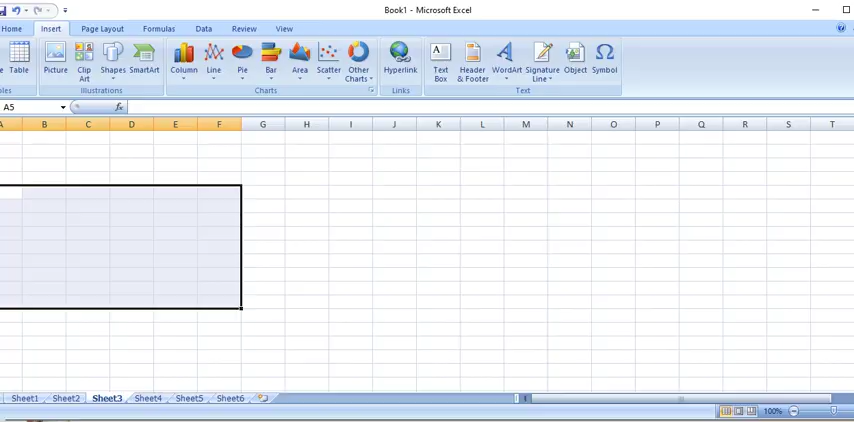 Book1 - Microsoft Excel
Home Insert Page Layout Formulas Data Review View
Table Picture Clip Art Shapes SmartArt Column Line Pie Bar Area Scatter Other Charts Hyperlink Text Box Header & Footer WordArt Signature Line Object Symbol
Illustrations Charts Links Text
A5 fx
A B C D E F G H I J K L M N O P Q R S T
Sheet1 Sheet2 Sheet3 Sheet4 Sheet5 Sheet6
100%